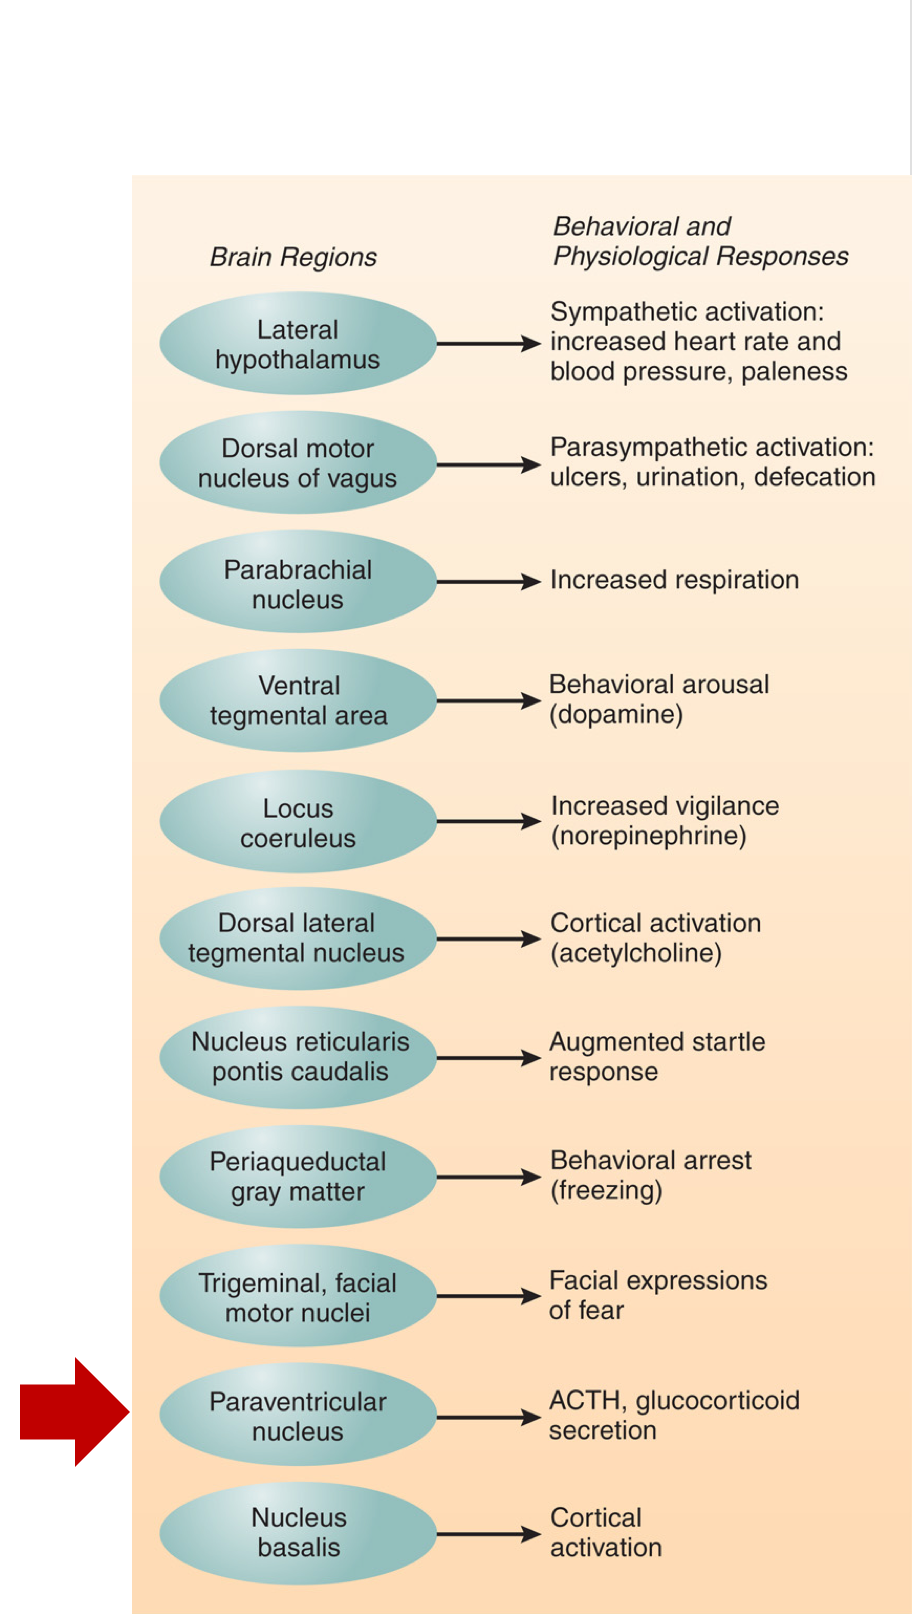 Brain Regions
Behavioral and
Physiological Responses
Lateral
hypothalamus
Sympathetic activation:
increased heart rate and
blood pressure, paleness
Dorsal motor
nucleus of vagus
Parasympathetic activation:
ulcers, urination, defecation
Parabrachial
nucleus
Increased respiration
Ventral
tegmental area
Behavioral arousal
(dopamine)
Locus
coeruleus
Increased vigilance
(norepinephrine)
Dorsal lateral
tegmental nucleus
Cortical activation
(acetylcholine)
Nucleus reticularis
pontis caudalis
Augmented startle
response
Periaqueductal
gray matter
Behavioral arrest
(freezing)
Trigeminal, facial
motor nuclei
Facial expressions
of fear
Paraventricular
nucleus
ACTH, glucocorticoid
secretion
Nucleus
basalis
Cortical
activation